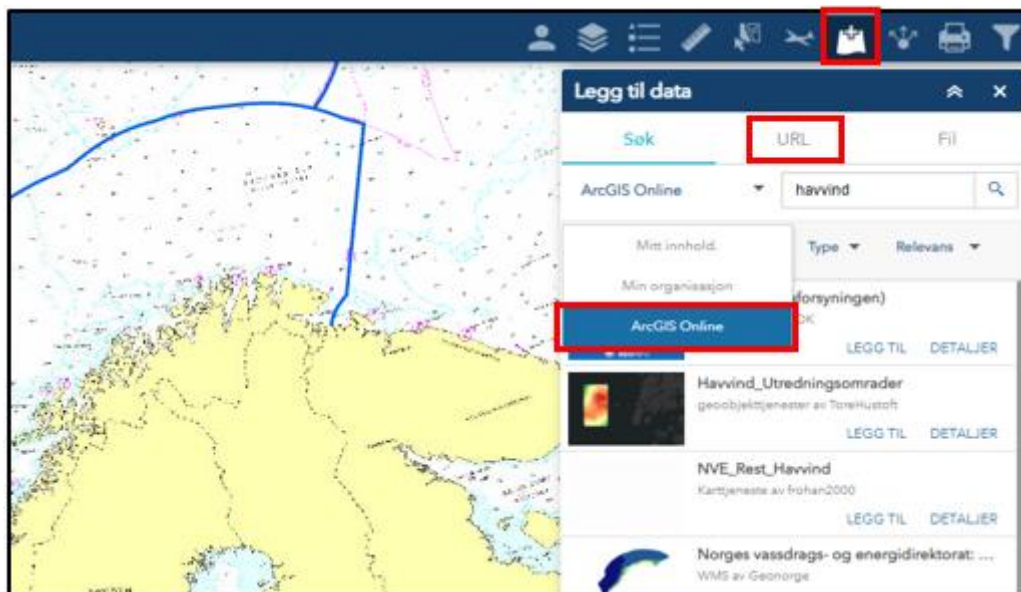 Legg til data
Søk URL Fil
ArcGIS Online havvind
Mitt innhold.
Type Relevans
Min organisasjon
forsyningen)
ArcGIS Online
LEGG TIL DETALJER
Havvind_Utredningsomrader
geoobjekttjenester av ToreHustoft
LEGG TIL DETALJER
NVE_Rest_Havvind
Karttjeneste av frohan2000
LEGG TIL DETALJER
Norges vassdrags- og energidirektorat: ...
WMS av Geonorge